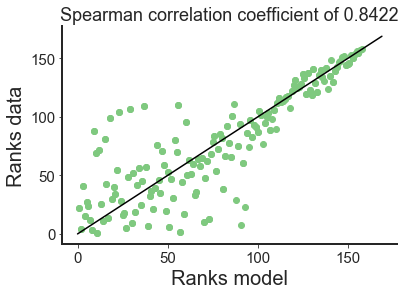 Spearman correlation coefficient of 0.8422
Ranks data
150
100
50
0
0 50 100 150
Ranks model